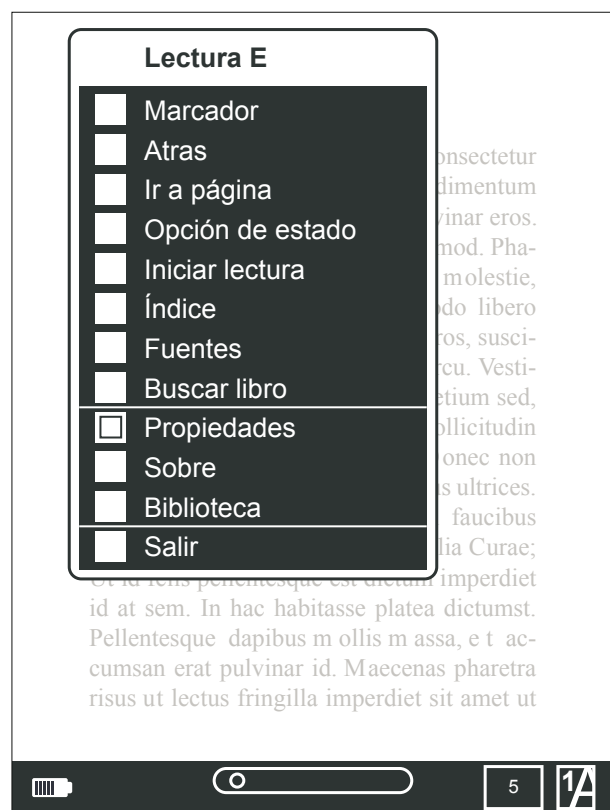 Lectura E
Marcador
Atras
Ir a página
Opción de estado
Iniciar lectura
Índice
Fuentes
Buscar libro
Propiedades
Sobre
Biblioteca
Salir
onsectetur
dimentum
vinar eros.
mod. Pha-
molestie,
do libero
ros, susci-
rcu. Vesti-
etium sed,
ollicitudin
onec non
s ultrices.
faucibus
lia Curae;
imperdiet
id at sem. In hac habitasse platea dictumst.
Pellentesque dapibus m ollis m assa, e t ac-
cumsan erat pulvinar id. Maecenas pharetra
risus ut lectus fringilla imperdiet sit amet ut
5
1A